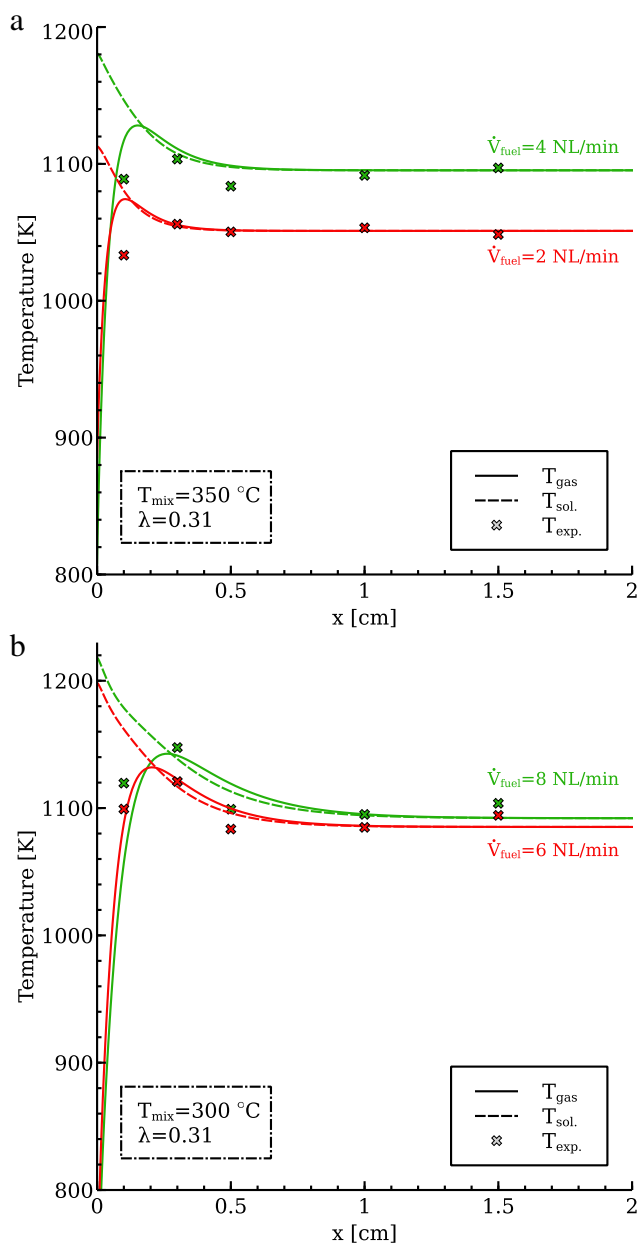 a
1200
1100
1000
900
800
Temperature [K]
V̇fuel=4 NL/min
V̇fuel=2 NL/min
Tmix=350 °C
λ=0.31
Tgas
Tsol.
Texp.
0 0.5 1 1.5 2
x [cm]
b
1200
1100
1000
900
800
Temperature [K]
V̇fuel=8 NL/min
V̇fuel=6 NL/min
Tmix=300 °C
λ=0.31
Tgas
Tsol.
Texp.
0 0.5 1 1.5 2
x [cm]